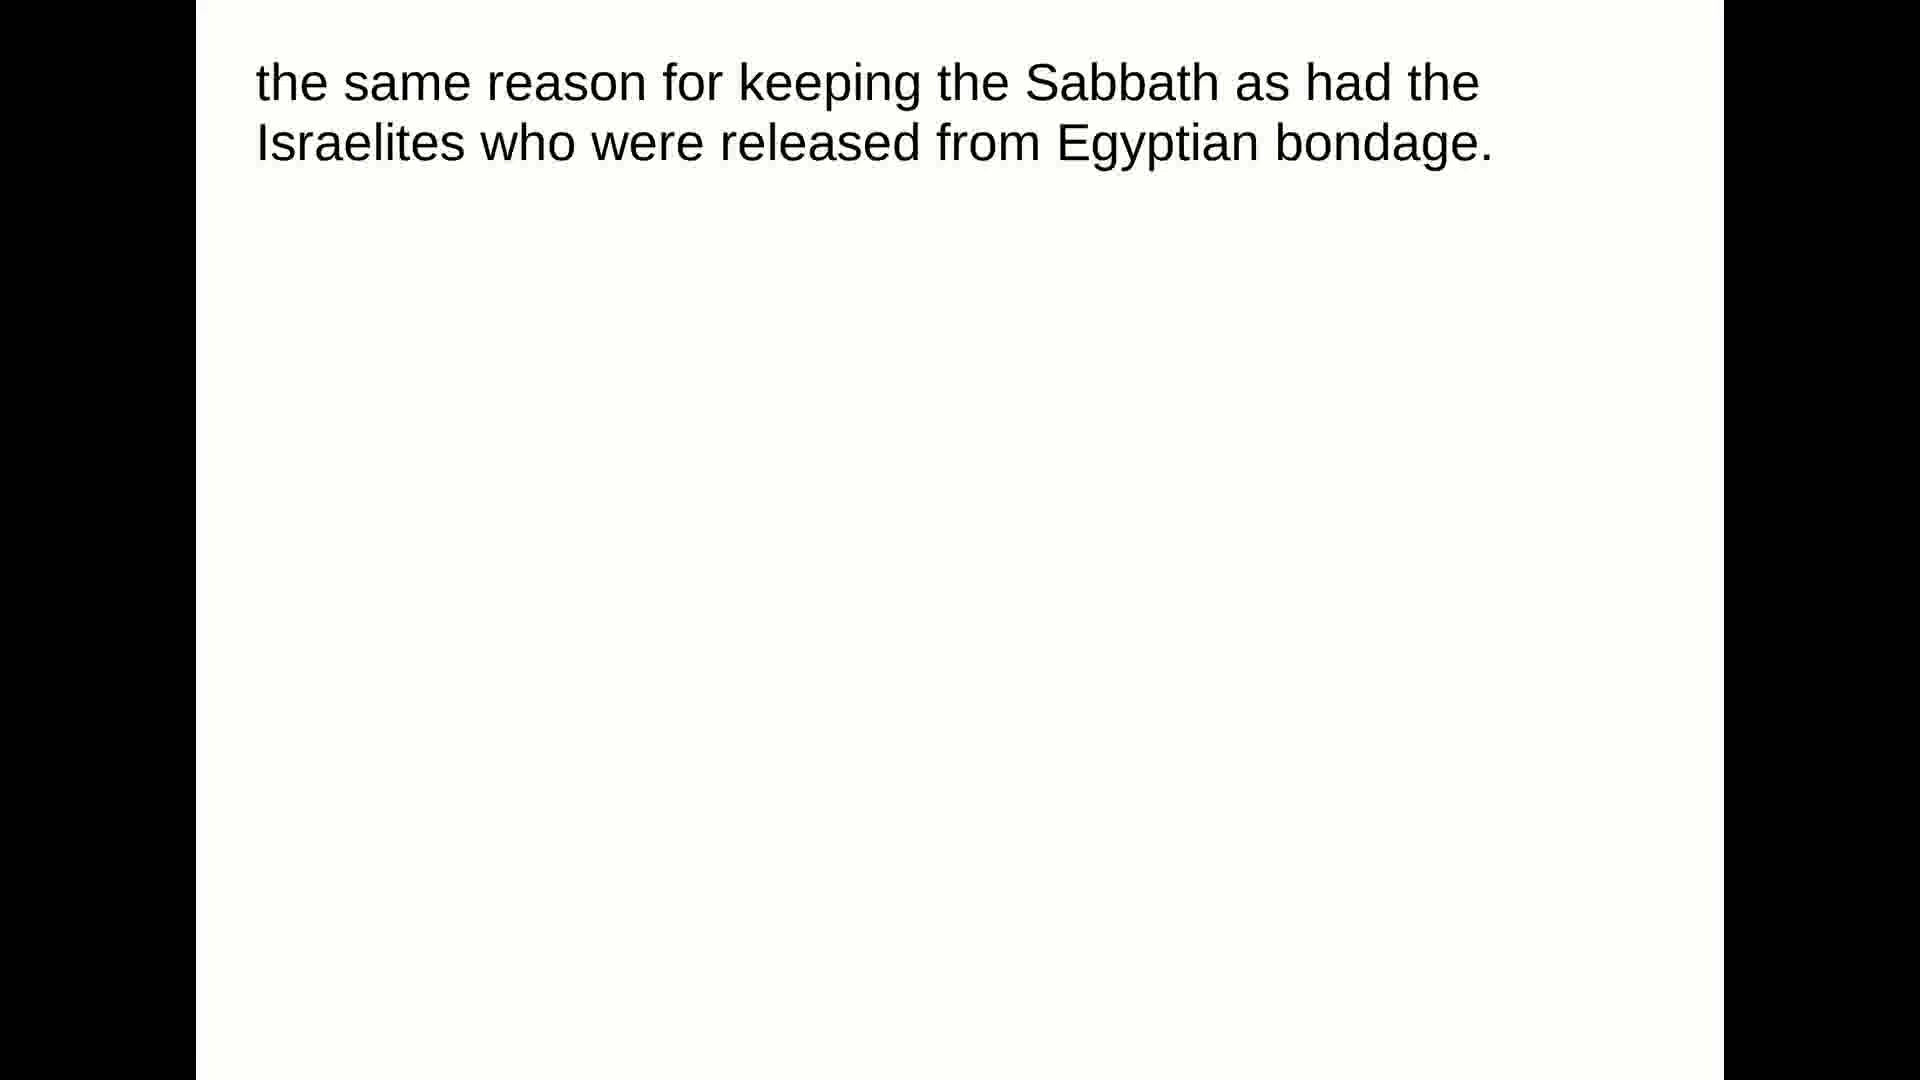 the same reason for keeping the Sabbath as had the
Israelites who were released from Egyptian bondage.